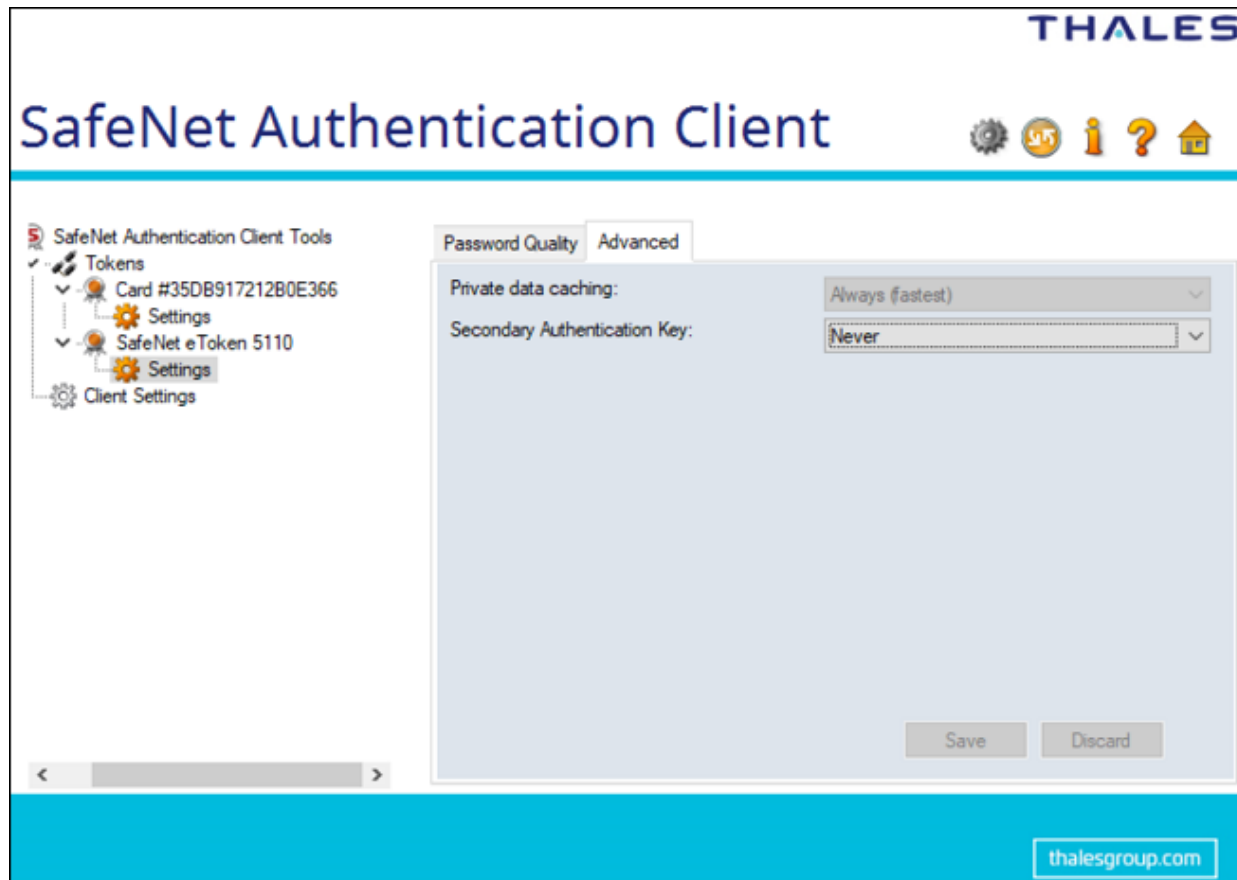 THALES
SafeNet Authentication Client
SafeNet Authentication Client Tools
Tokens
Card #35DB917212B0E366
Settings
SafeNet eToken 5110
Settings
Client Settings
Password Quality
Advanced
Private data caching:
Always (fastest)
Secondary Authentication Key:
Never
Save
Discard
thalesgroup.com